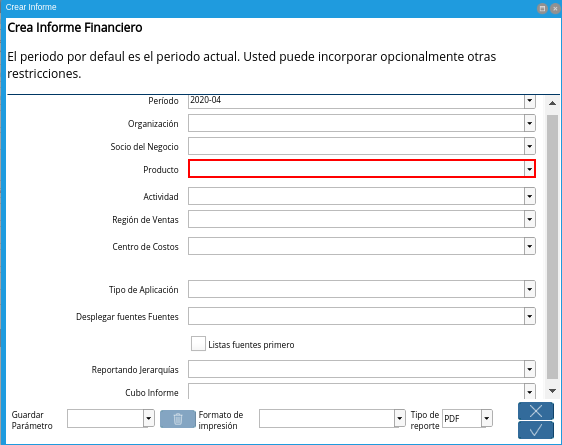 Crear Informe
Crea Informe Financiero
El periodo por defaul es el periodo actual. Usted puede incorporar opcionalmente otras
restricciones.
Período 2020-04
Organización
Socio del Negocio
Producto
Actividad
Región de Ventas
Centro de Costos
Tipo de Aplicación
Desplegar fuentes Fuentes
Listas fuentes primero
Reportando Jerarquías
Cubo Informe
Guardar
Parámetro
Formato de
impresión
Tipo de
reporte
PDF